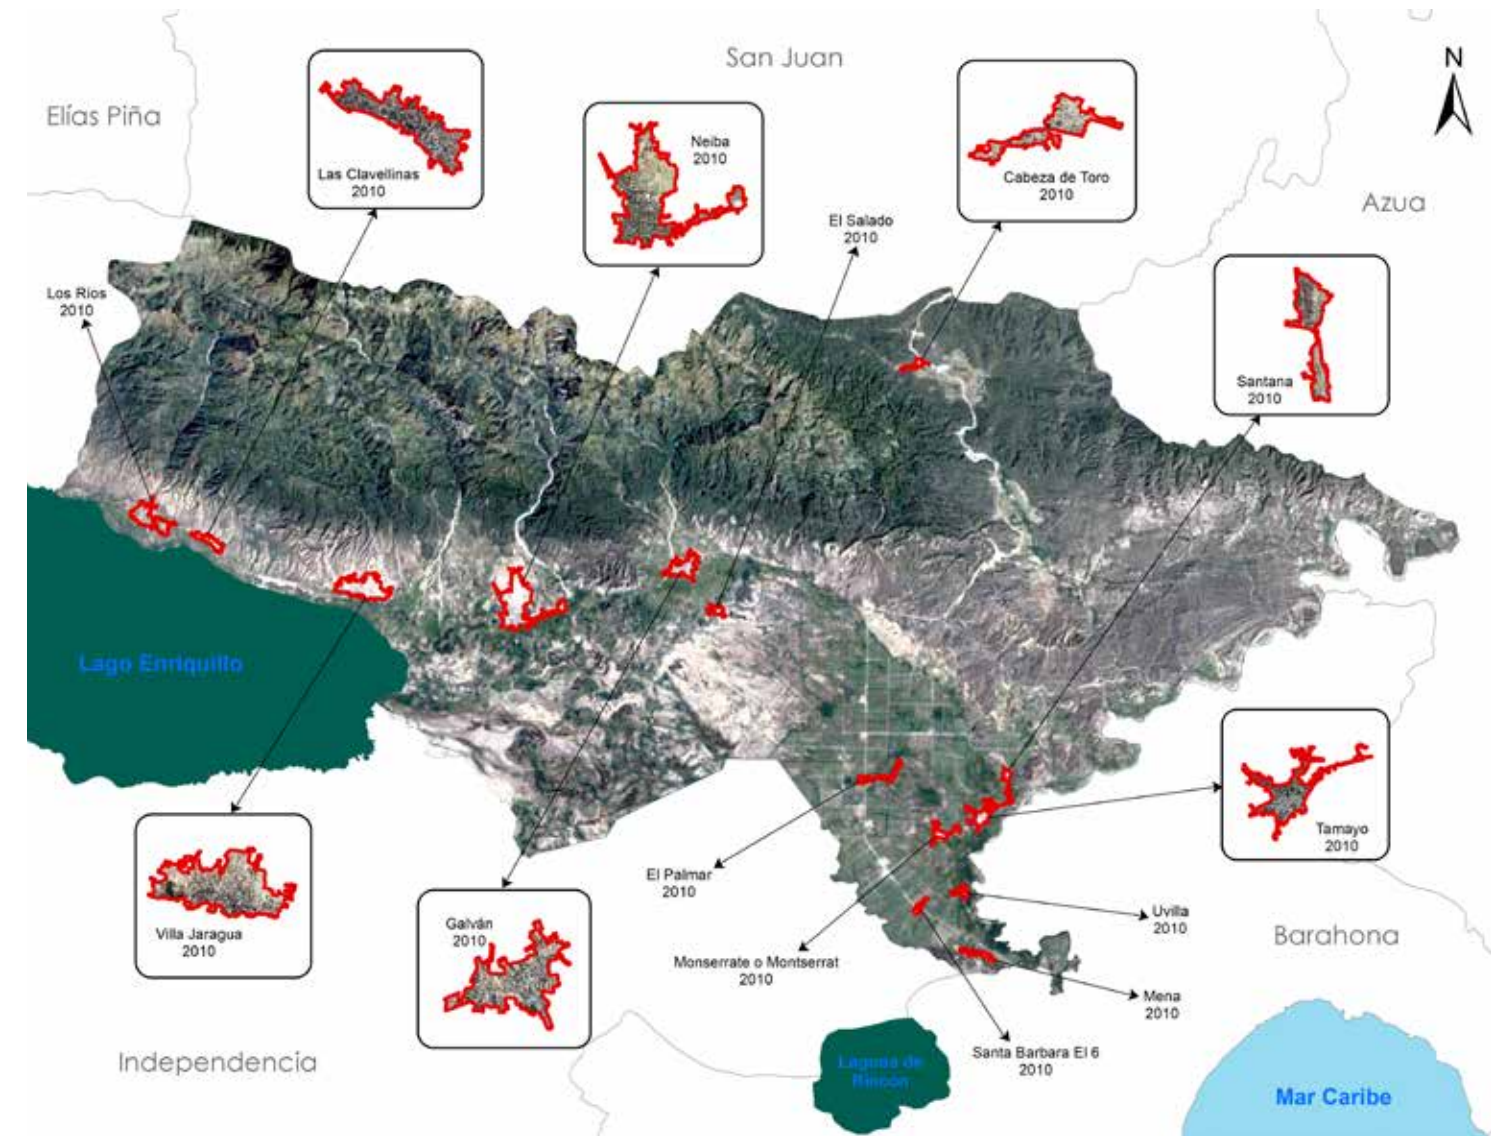 San Juan
N
Elías Piña
Las Clavellinas
2010
Neiba
2010
Cabeza de Toro
2010
El Salado
2010
Azua
Los Ríos
2010
Santana
2010
Lago Enriquillo
Tamayo
2010
El Palmar
2010
Villa Jaragua
2010
Galván
2010
Uvilla
2010
Barahona
Monserrate o Montserrat
2010
Mena
2010
Santa Barbara El 6
2010
Independencia
Laguna de
Rincón
Mar Caribe